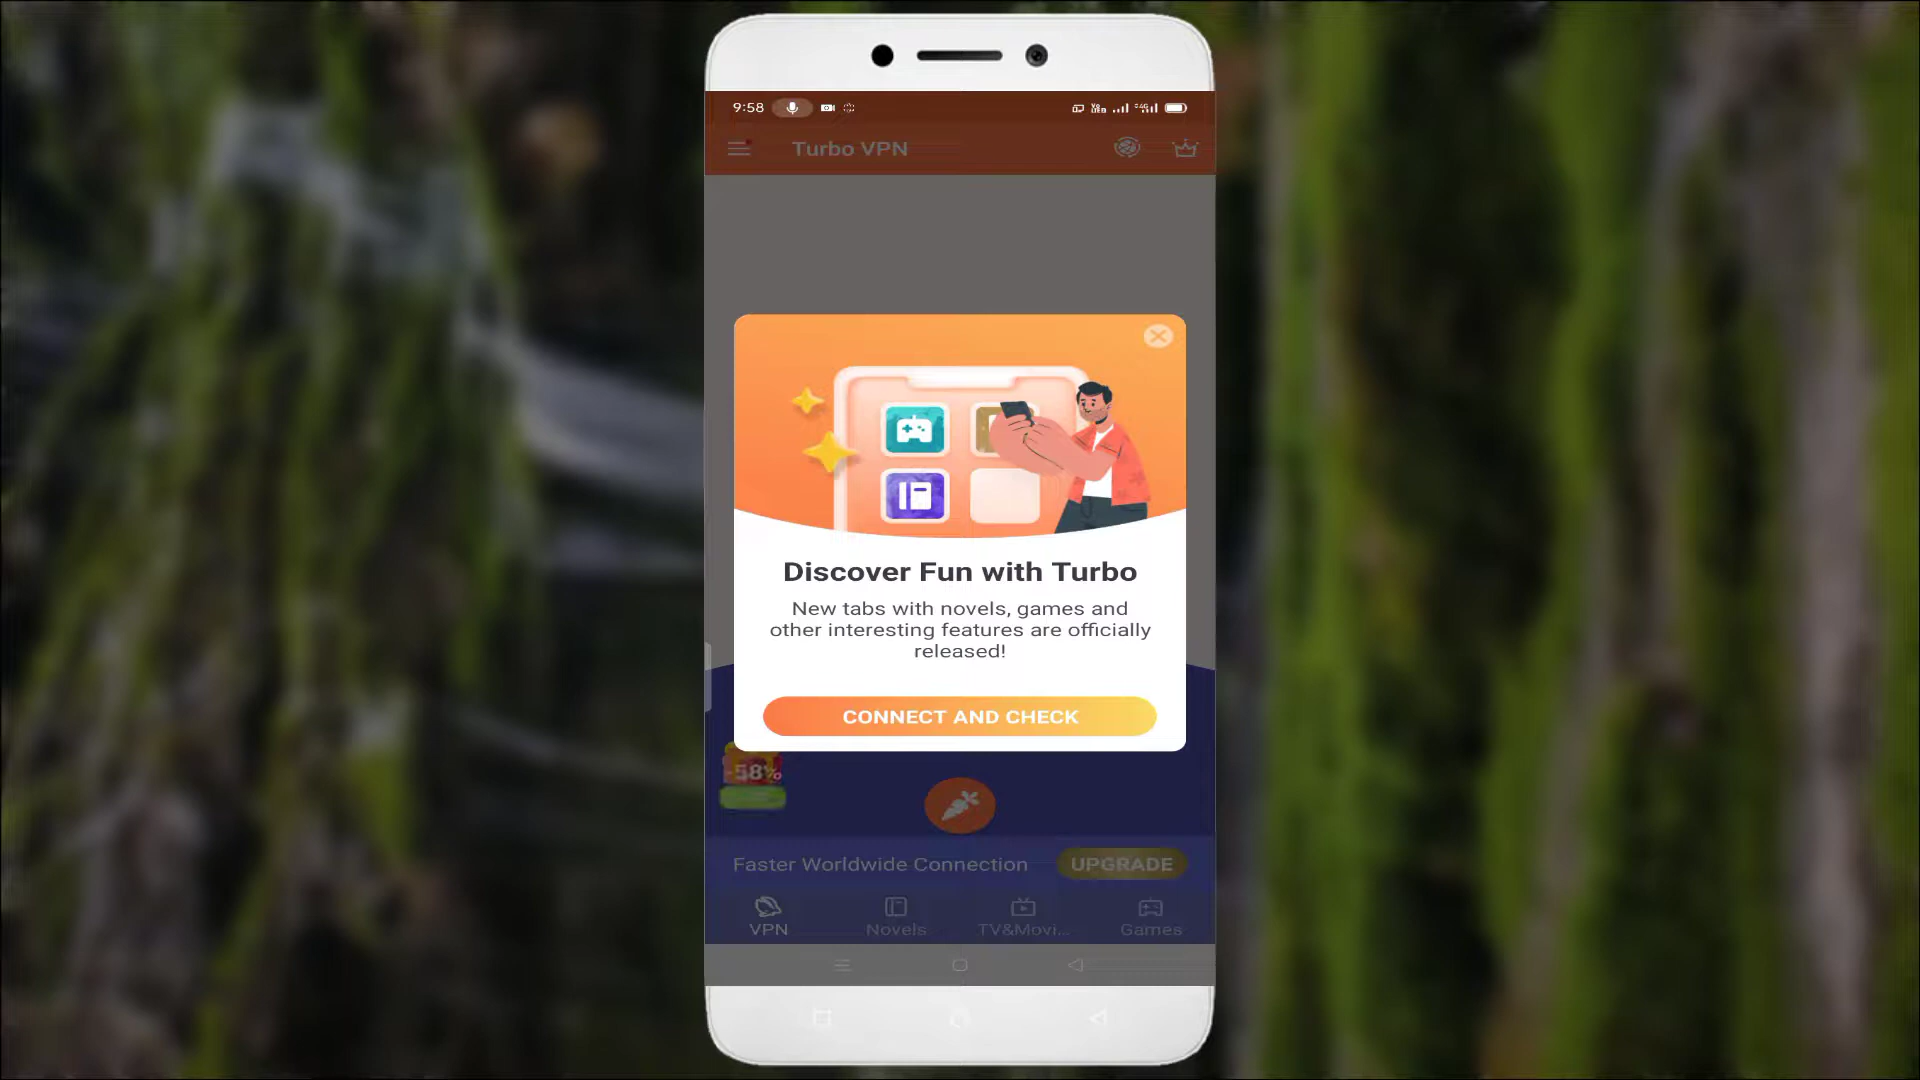 9:58
Turbo VPN
Discover Fun with Turbo
New tabs with novels, games and
other interesting features are officially
released!
CONNECT AND CHECK
-58%
Faster Worldwide Connection
UPGRADE
VPN
Novels
TV&Movi...
Games